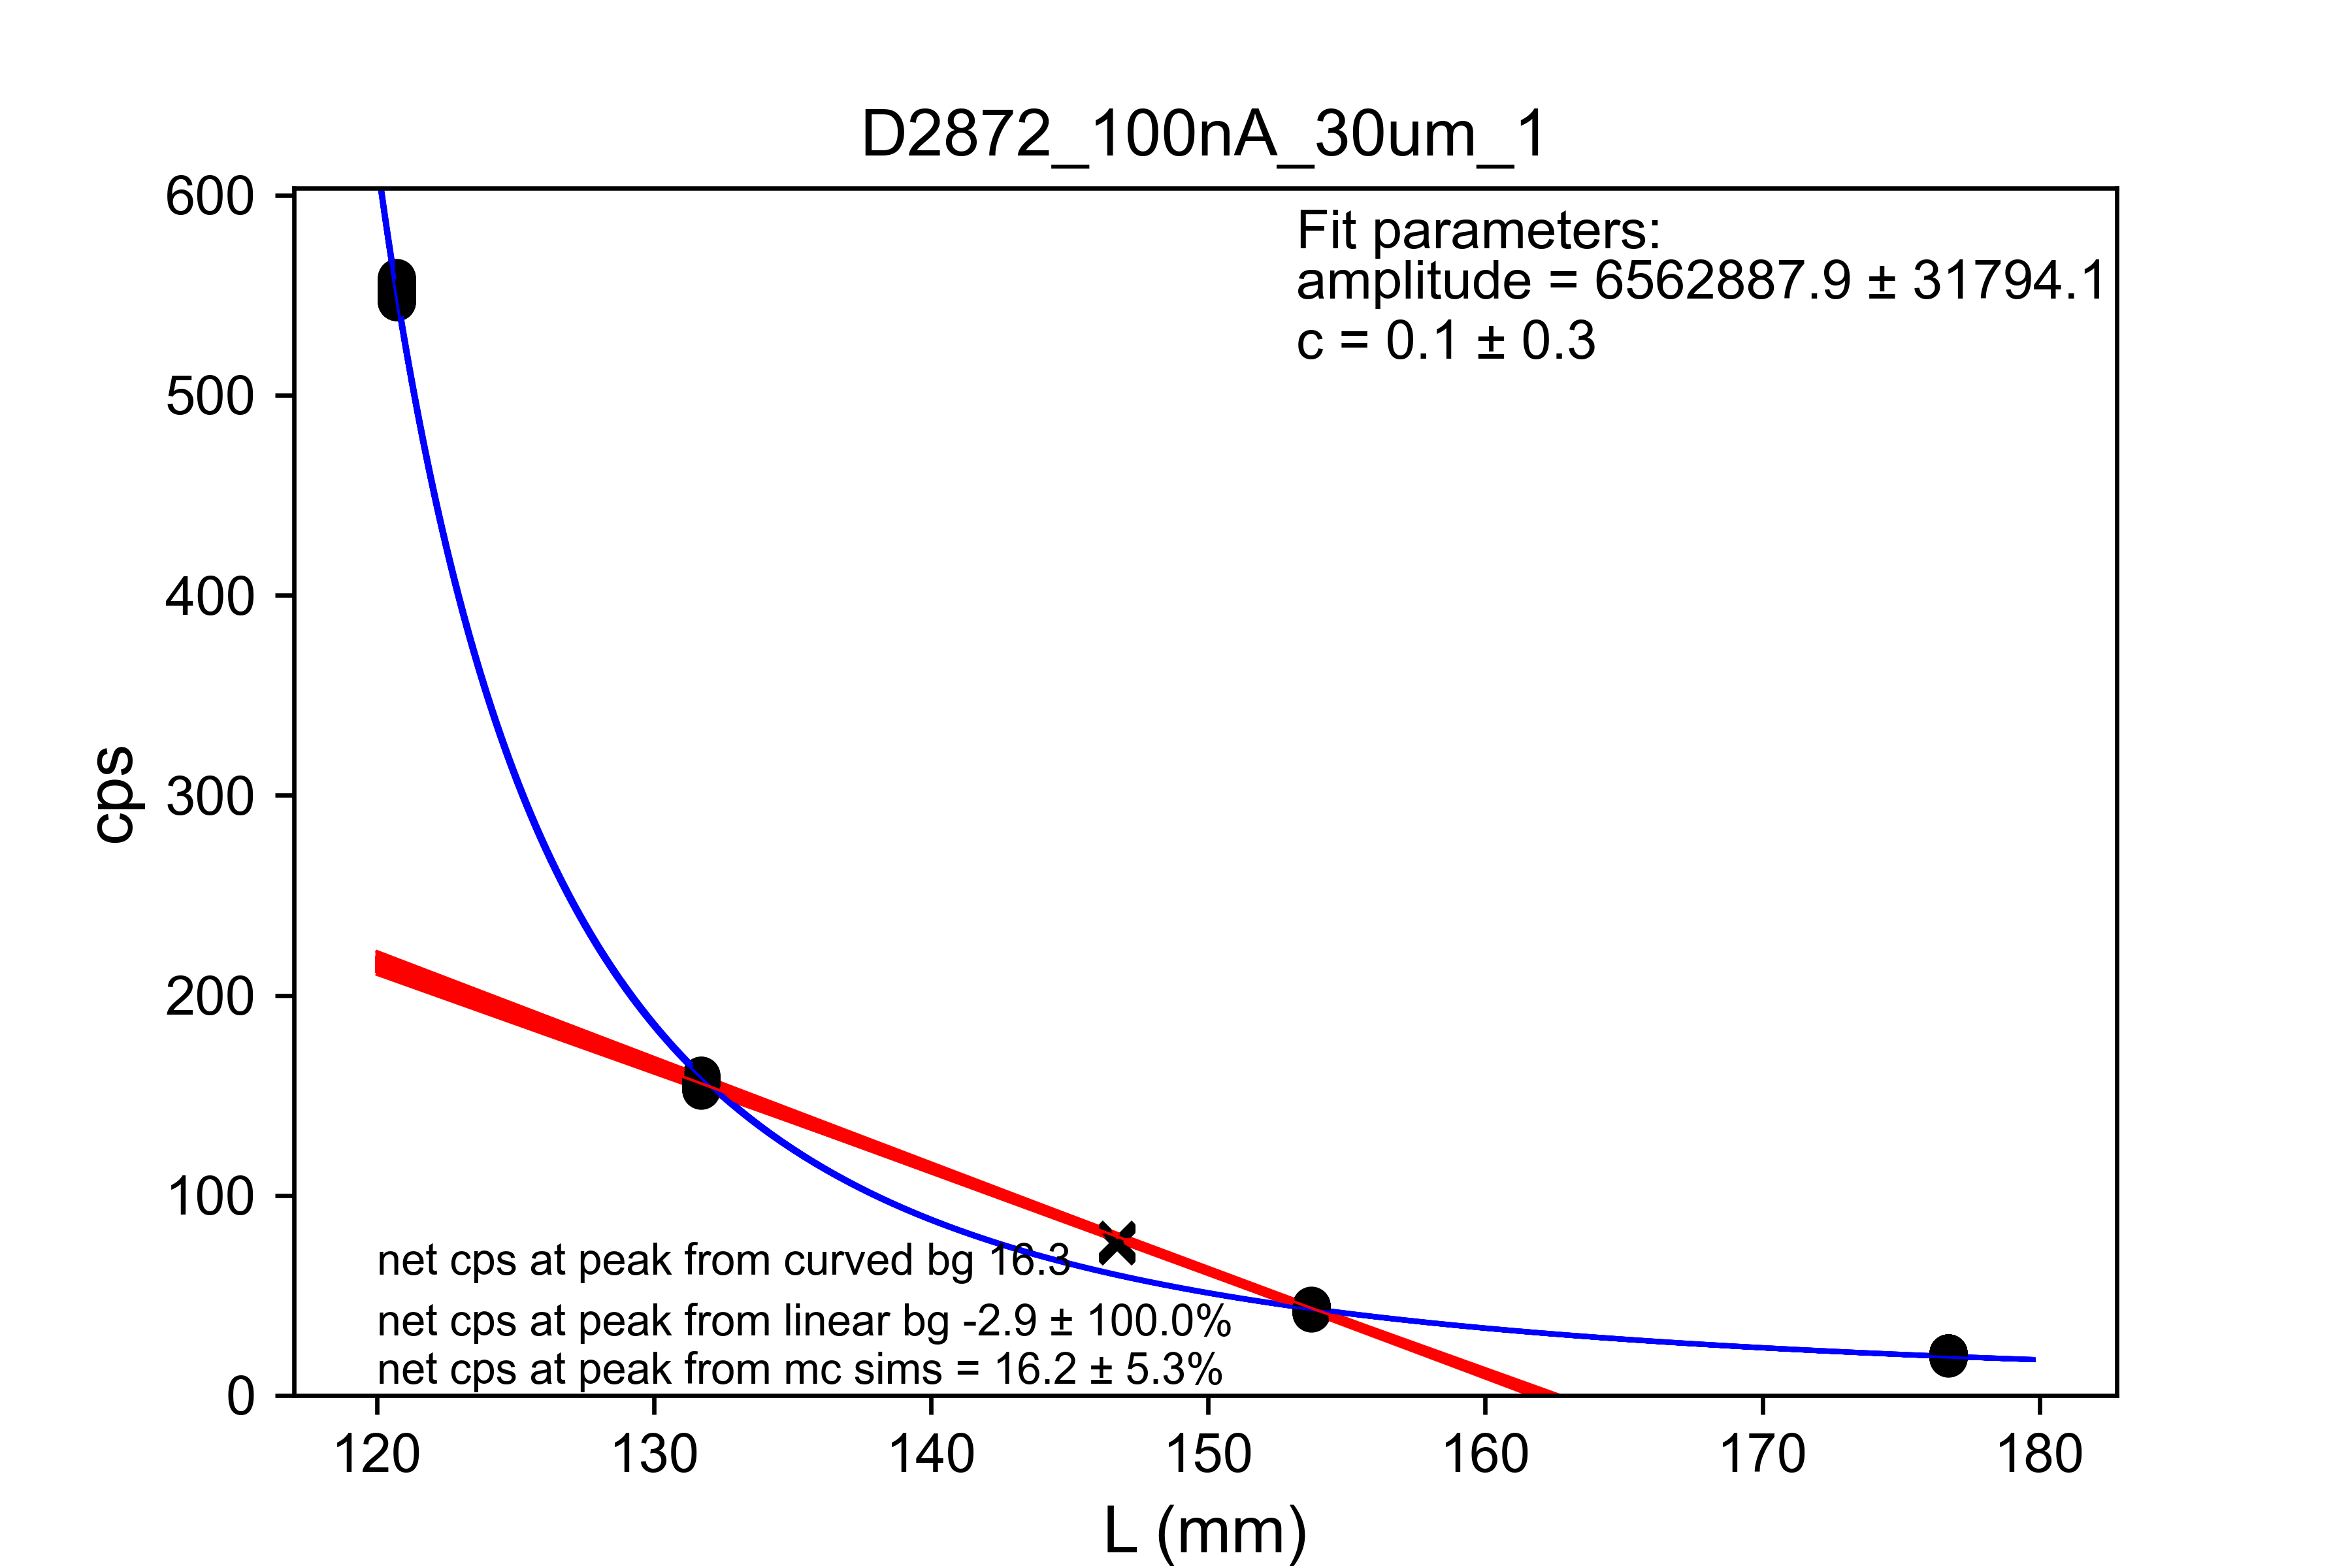 D2872_100nA_30um_1
Fit parameters:
amplitude = 6562887.9 ± 31794.1
c = 0.1 ± 0.3
600
500
400
300
200
100
0
cps
net cps at peak from curved bg 16.3
net cps at peak from linear bg -2.9 ± 100.0%
net cps at peak from mc sims = 16.2 ± 5.3%
120 130 140 150 160 170 180
L (mm)